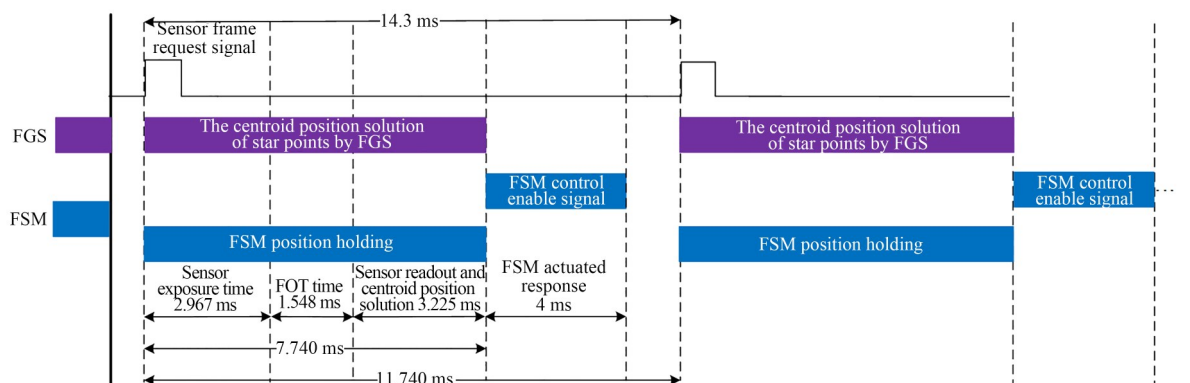 14.3 ms
Sensor frame
request signal
FGS
The centroid position solution
of star points by FGS
The centroid position solution
of star points by FGS
FSM control
enable signal
FSM control
enable signal
...
FSM
FSM position holding
FSM position holding
Sensor
exposure time
2.967 ms
FOT time
1.548 ms
Sensor readout and
centroid position
solution 3.225 ms
FSM actuated
response
4 ms
7.740 ms
11.740 ms